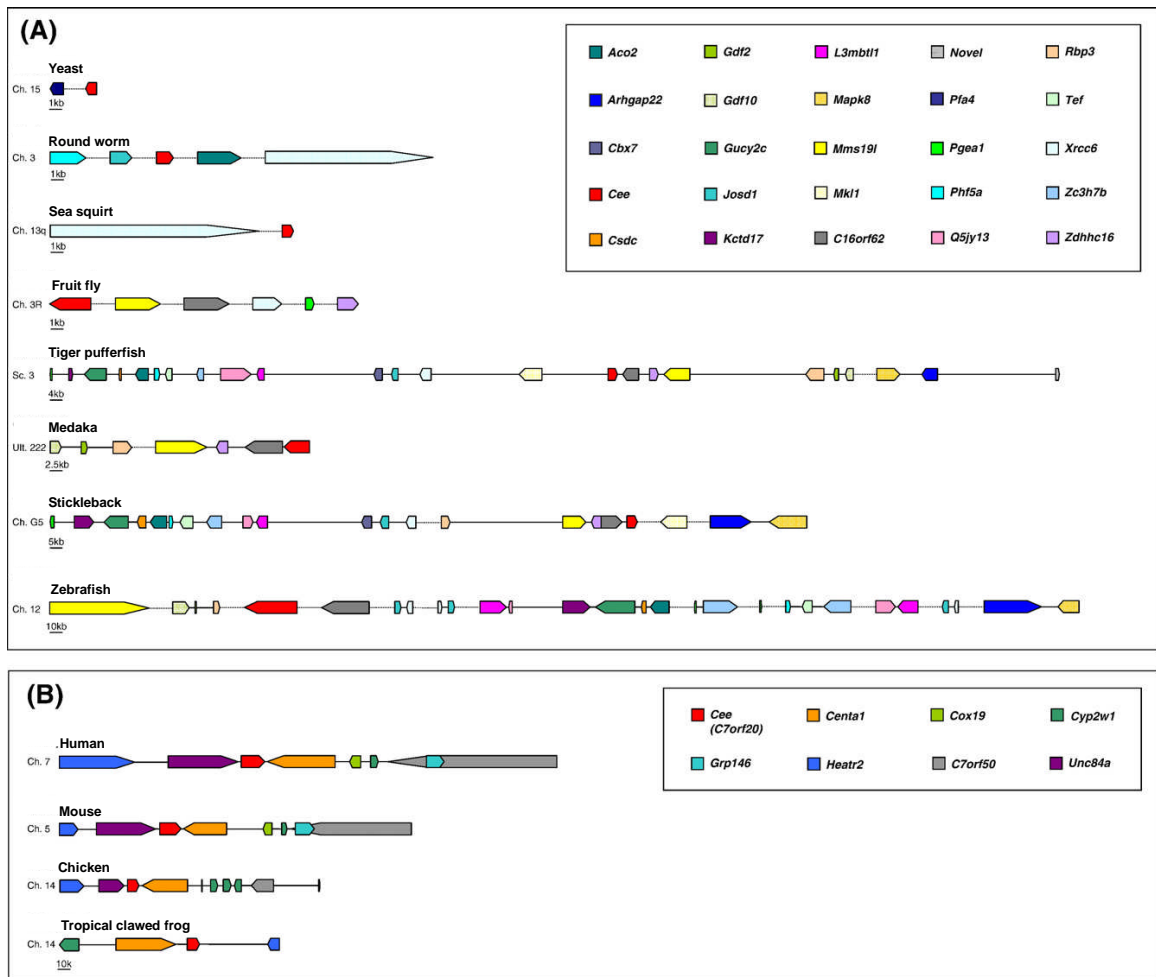 (A)
Yeast
Ch. 15
1kb
Round worm
Ch. 3
1kb
Sea squirt
Ch. 13q
1kb
Fruit fly
Ch. 3R
1kb
Tiger pufferfish
Sc. 3
4kb
Medaka
Ult. 222
2.5kb
Stickleback
Ch. G5
5kb
Zebrafish
Ch. 12
10kb
Aco2 Gdf2 L3mbtl1 Novel Rbp3
Arhgap22 Gdf10 Mapk8 Pfa4 Tef
Cbx7 Gucy2c Mms19l Pgea1 Xrcc6
Cee Josd1 Mkl1 Phf5a Zc3h7b
Csdc Kctd17 C16orf62 Q5jy13 Zdhhc16
(B)
Human
Ch. 7
Mouse
Ch. 5
Chicken
Ch. 14
Tropical clawed frog
Ch. 14
10k
Cee (C7orf20) Centa1 Cox19 Cyp2w1
Grp146 Heatr2 C7orf50 Unc84a